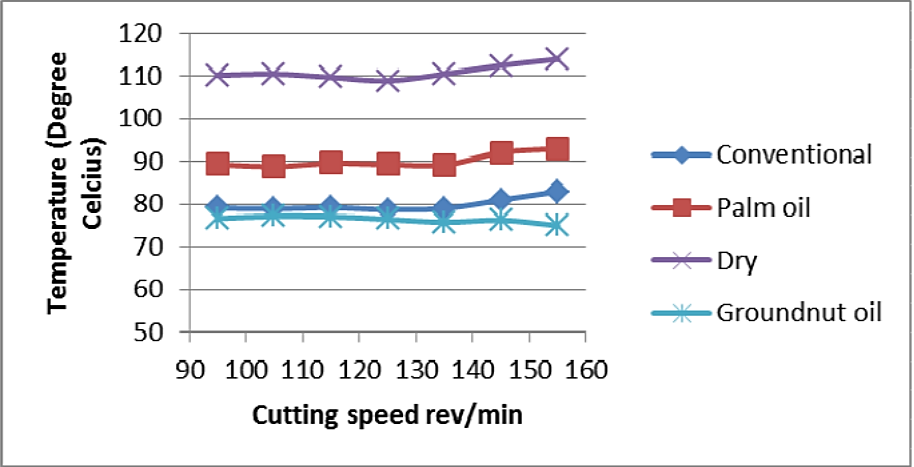 120
110
100
90
80
70
60
50
Temperature (Degree
Celcius)
90 100 110 120 130 140 150 160
Cutting speed rev/min
Conventional
Palm oil
Dry
Groundnut oil